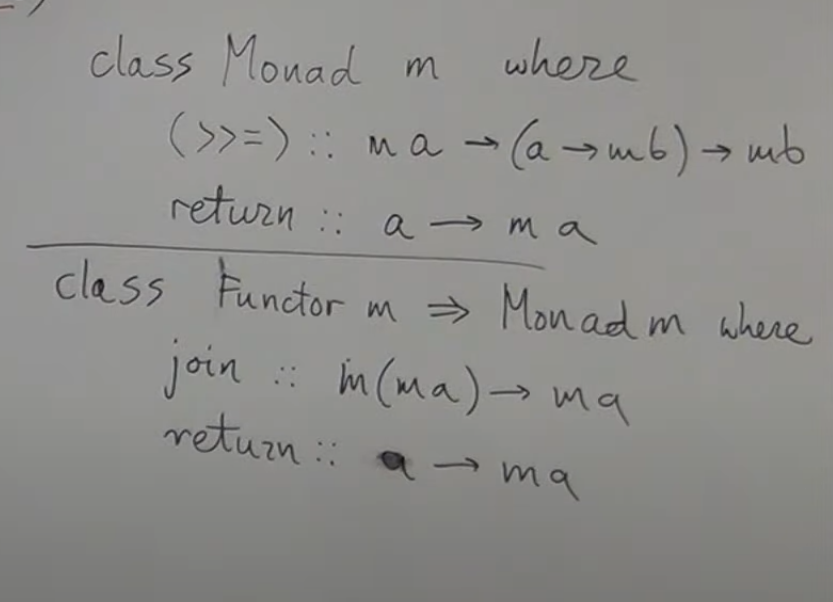 class Monad m where
(>>=) :: m a → (a → m b) → m b
return :: a → m a
class Functor m ⇒ Monad m where
join :: m(m a) → m a
return :: a → m a